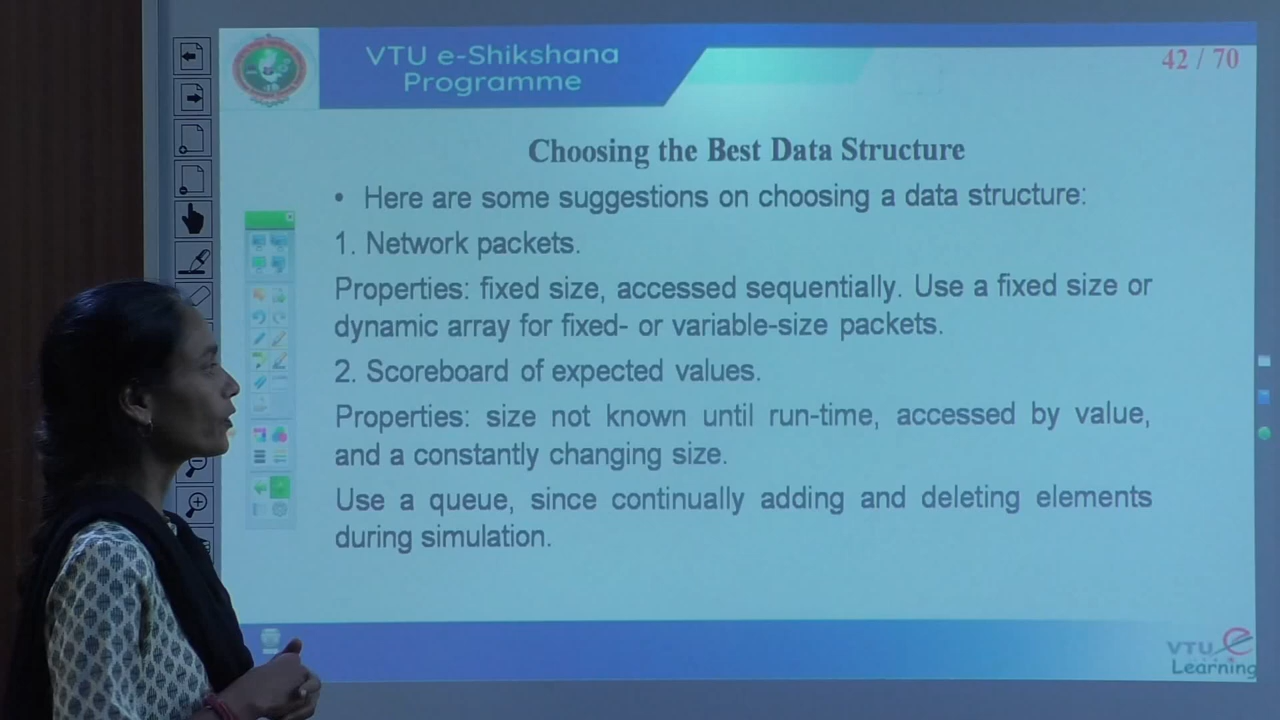 VTU e-Shikshana
Programme
42 / 70
Choosing the Best Data Structure
• Here are some suggestions on choosing a data structure:
1. Network packets.
Properties: fixed size, accessed sequentially. Use a fixed size or
dynamic array for fixed- or variable-size packets.
2. Scoreboard of expected values.
Properties: size not known until run-time, accessed by value,
and a constantly changing size.
Use a queue, since continually adding and deleting elements
during simulation.
VTU e
Learning